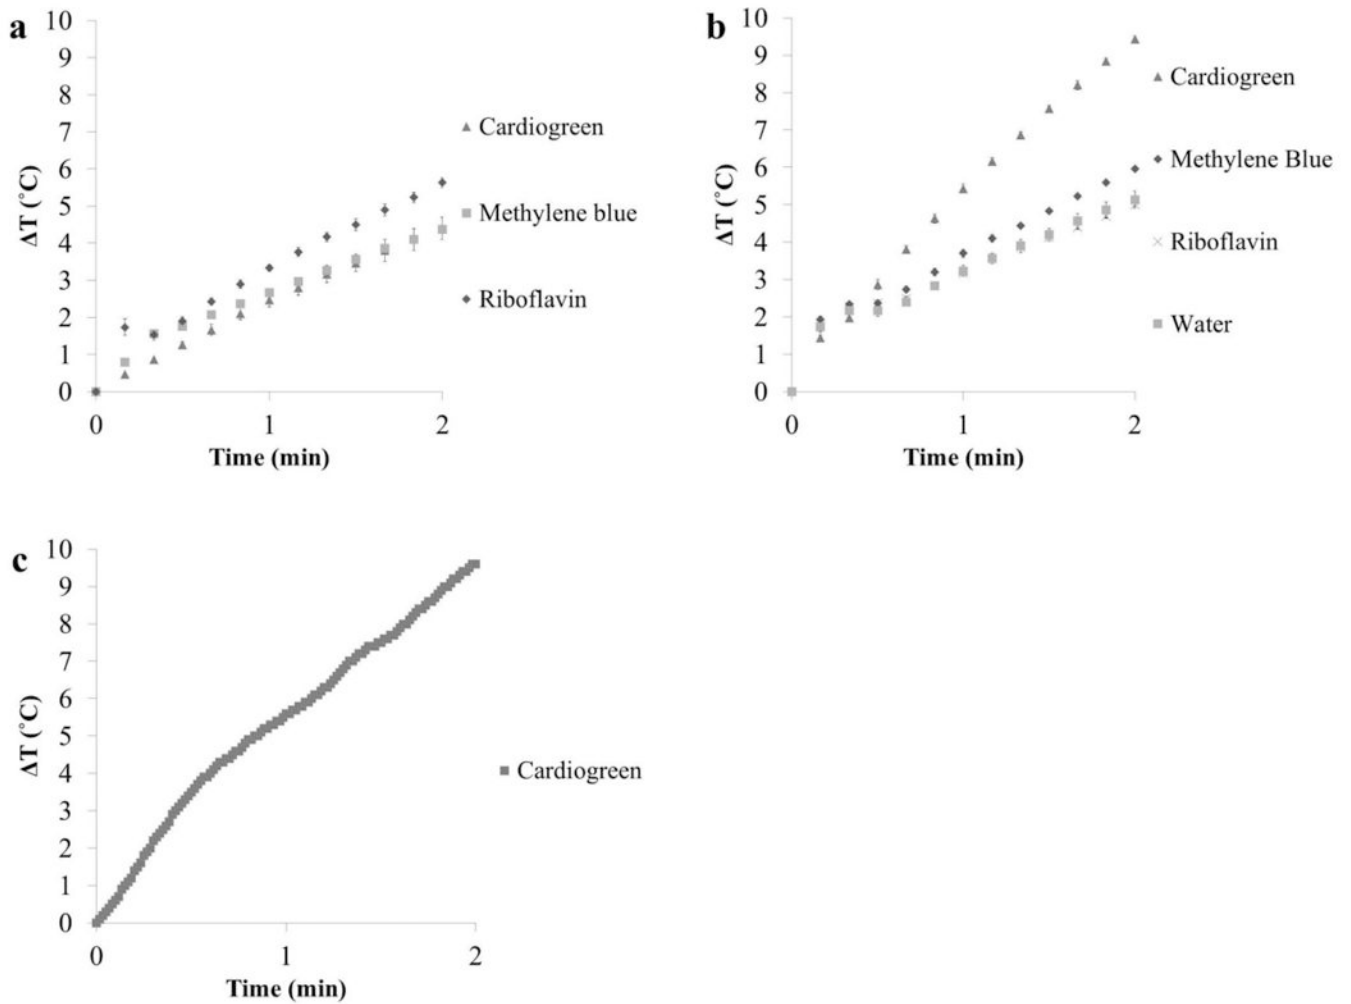 a
10
9
8
7
6
5
4
3
2
1
0
ΔT (˚C)
0 1 2
Time (min)
Cardiogreen
Methylene blue
Riboflavin
b
10
9
8
7
6
5
4
3
2
1
0
ΔT (˚C)
0 1 2
Time (min)
Cardiogreen
Methylene Blue
Riboflavin
Water
c
10
9
8
7
6
5
4
3
2
1
0
ΔT (˚C)
0 1 2
Time (min)
Cardiogreen